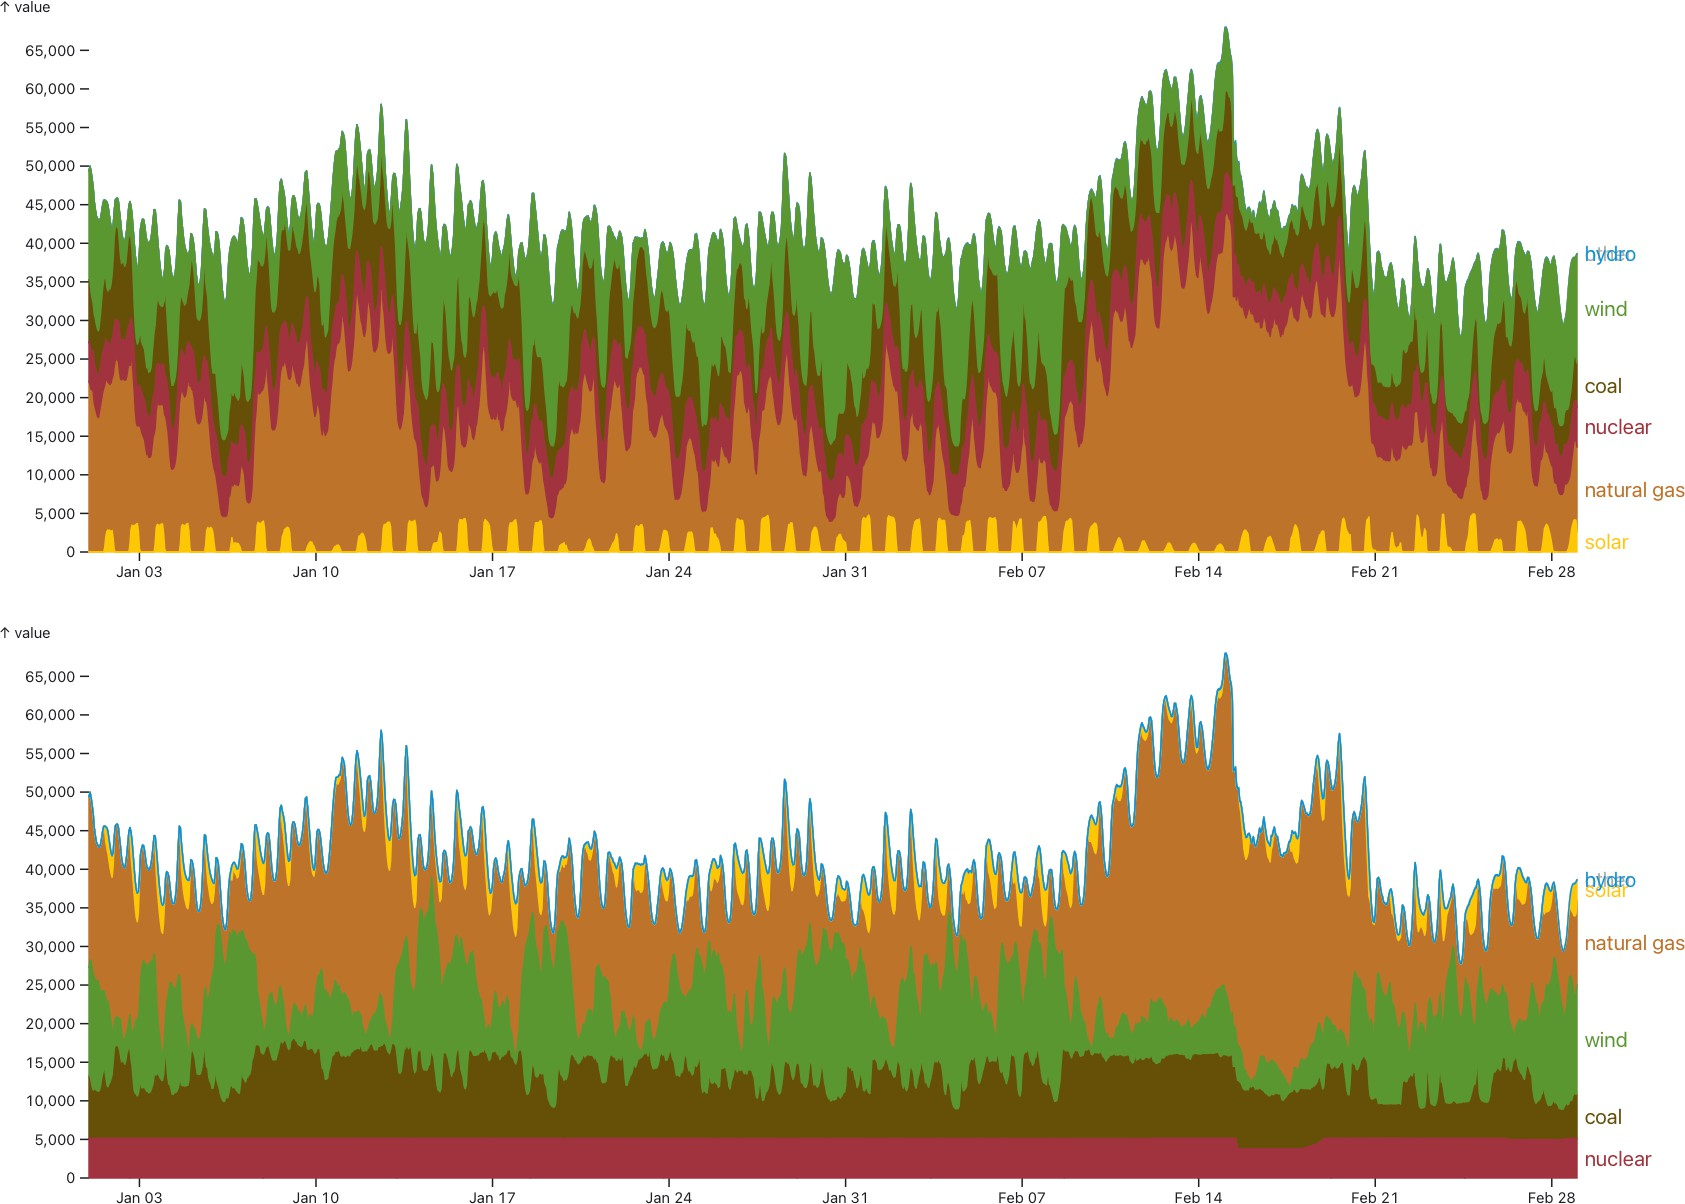 ↑ value
65,000
60,000
55,000
50,000
45,000
40,000
35,000
30,000
25,000
20,000
15,000
10,000
5,000
0
hydro
wind
coal
nuclear
natural gas
solar
Jan 03 Jan 10 Jan 17 Jan 24 Jan 31 Feb 07 Feb 14 Feb 21 Feb 28
↑ value
65,000
60,000
55,000
50,000
45,000
40,000
35,000
30,000
25,000
20,000
15,000
10,000
5,000
0
hydro
solar
natural gas
wind
coal
nuclear
Jan 03 Jan 10 Jan 17 Jan 24 Jan 31 Feb 07 Feb 14 Feb 21 Feb 28